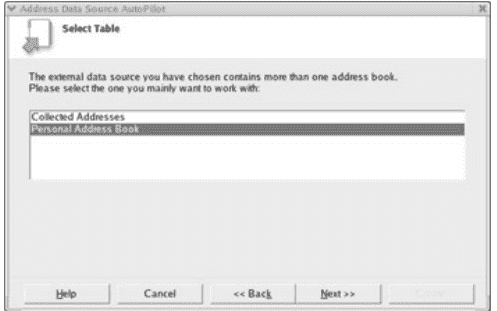 Address Data Source AutoPilot
Select Table
The external data source you have chosen contains more than one address book.
Please select the one you mainly want to work with:
Collected Addresses
Personal Address Book
Help Cancel << Back Next >>